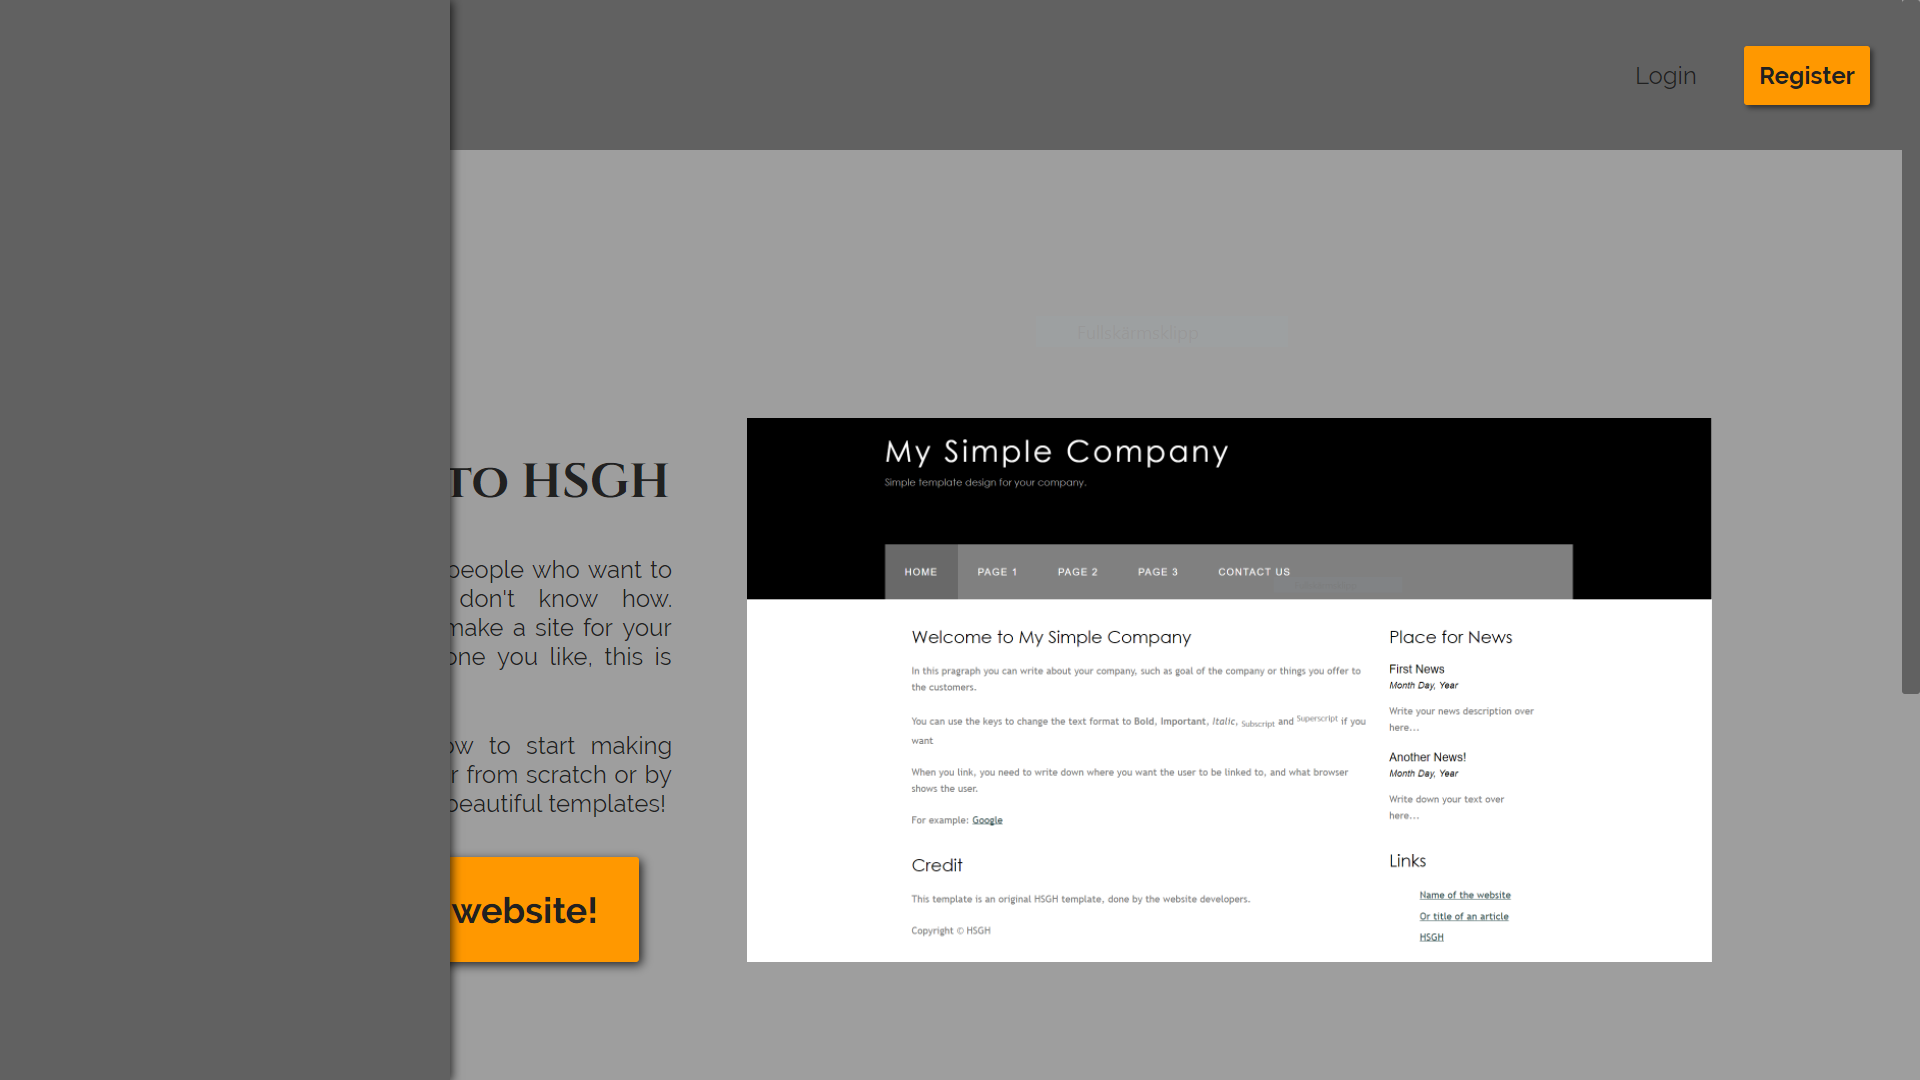 Login
Register
Fullskärmsklipp
to HSGH
people who want to
don't know how.
make a site for your
one you like, this is
ow to start making
r from scratch or by
beautiful templates!
website!
My Simple Company
Simple template design for your company.
HOME PAGE 1 PAGE 2 PAGE 3 CONTACT US
Welcome to My Simple Company
In this pragraph you can write about your company, such as goal of the company or things you offer to
the customers.
You can use the keys to change the text format to Bold, Important, Italic, Subscript and Superscript if you
want
When you link, you need to write down where you want the user to be linked to, and what browser
shows the user.
For example: Google
Credit
This template is an original HSGH template, done by the website developers.
Copyright © HSGH
Place for News
First News
Month Day, Year
Write your news description over
here...
Another News!
Month Day, Year
Write down your text over
here...
Links
Name of the website
Or title of an article
HSGH